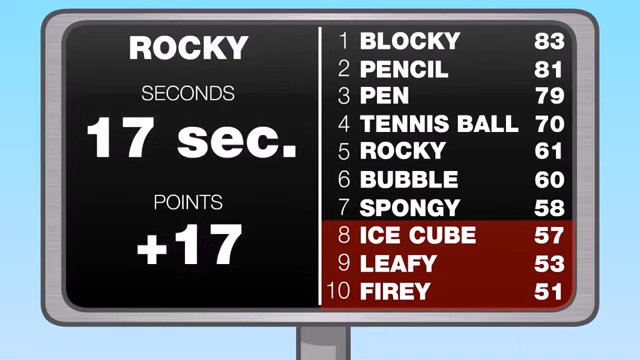 ROCKY
SECONDS
17 sec.
POINTS
+17
1 BLOCKY 83
2 PENCIL 81
3 PEN 79
4 TENNIS BALL 70
5 ROCKY 61
6 BUBBLE 60
7 SPONGY 58
8 ICE CUBE 57
9 LEAFY 53
10 FIREY 51